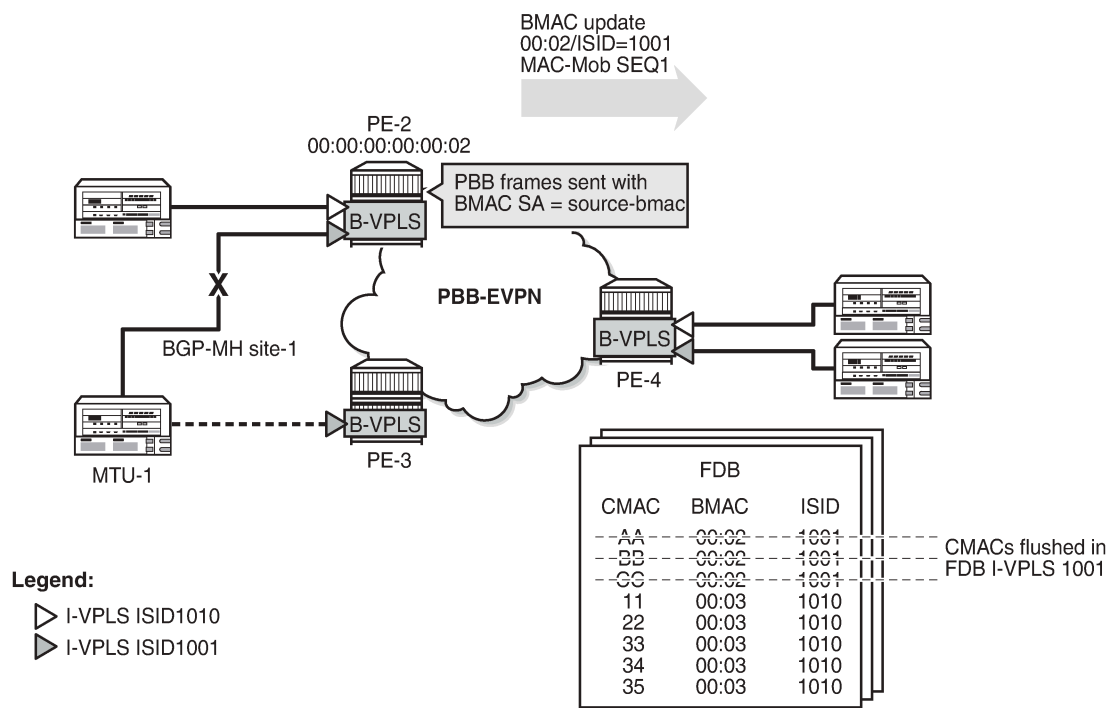 BMAC update
00:02/ISID=1001
MAC-Mob SEQ1
PE-2
00:00:00:00:00:02
PBB frames sent with
BMAC SA = source-bmac
B-VPLS
X
PBB-EVPN
BGP-MH site-1
B-VPLS
PE-4
B-VPLS
MTU-1
PE-3
FDB
CMAC BMAC ISID
AA 00:02 1001
BB 00:02 1001
CC 00:02 1001
11 00:03 1010
22 00:03 1010
33 00:03 1010
34 00:03 1010
35 00:03 1010
CMACs flushed in
FDB I-VPLS 1001
Legend:
I-VPLS ISID1010
I-VPLS ISID1001